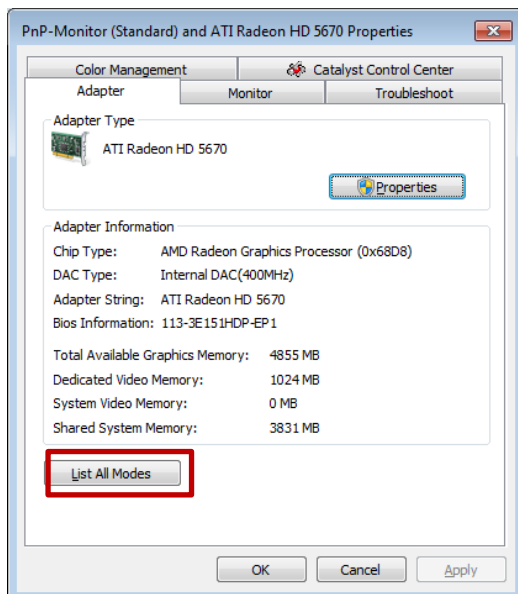 PnP-Monitor (Standard) and ATI Radeon HD 5670 Properties
Color Management
Catalyst Control Center
Adapter
Monitor
Troubleshoot
Adapter Type
ATI Radeon HD 5670
Properties
Adapter Information
Chip Type: AMD Radeon Graphics Processor (0x68D8)
DAC Type: Internal DAC(400MHz)
Adapter String: ATI Radeon HD 5670
Bios Information: 113-3E151HDP-EP1
Total Available Graphics Memory: 4855 MB
Dedicated Video Memory: 1024 MB
System Video Memory: 0 MB
Shared System Memory: 3831 MB
List All Modes
OK
Cancel
Apply